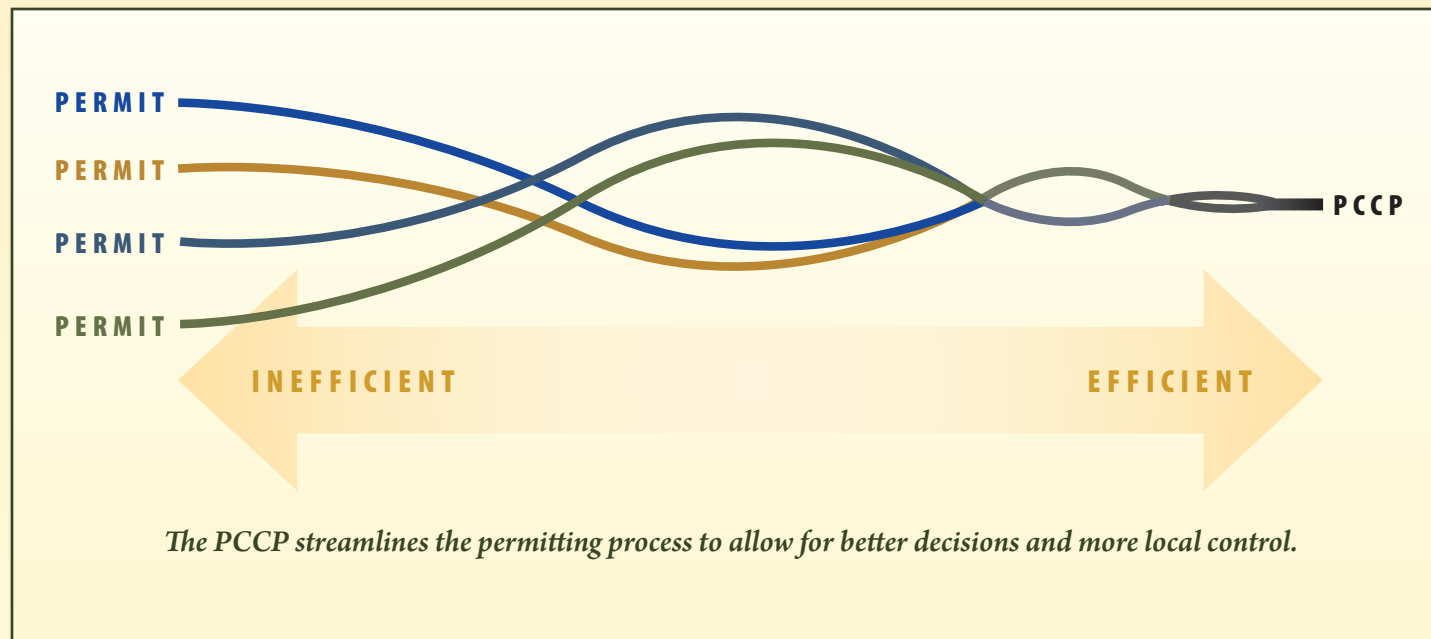 PERMIT
PERMIT
PERMIT
PERMIT
PCCP
INEFFICIENT
EFFICIENT
The PCCP streamlines the permitting process to allow for better decisions and more local control.